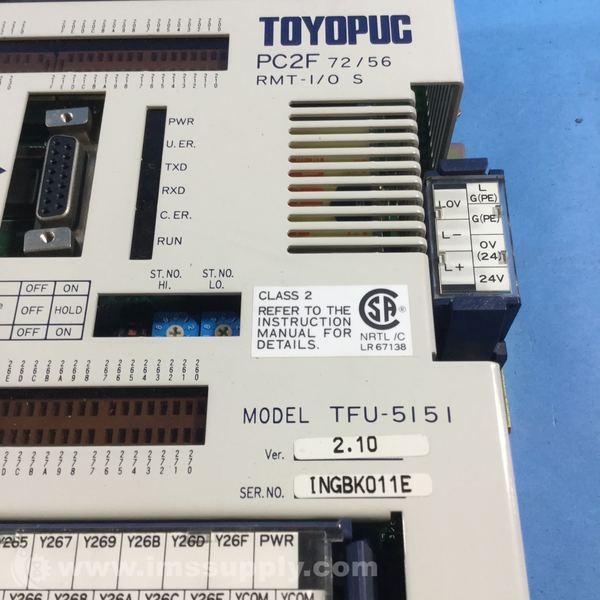 TOYOPUC
PC2F 72/56
RMT-I/O S
PWR
U.ER.
TXD
RXD
C.ER.
RUN
LOV
L
G(PE)
G(PE)
L-
0V
(24)
L+
24V
OFF ON
OFF HOLD
OFF ON
ST.NO.
HI.
ST.NO.
LO.
CLASS 2
REFER TO THE
INSTRUCTION
MANUAL FOR
DETAILS.
SA
®
NRTL/C
LR 67138
MODEL TFU-5151
Ver. 2.10
SER.NO. INGBK011E
Y265 Y267 Y269 Y26B Y26D Y26F PWR
Y266 Y268 Y26A Y26C Y26E YCOM YCOM
© www.imssupply.com